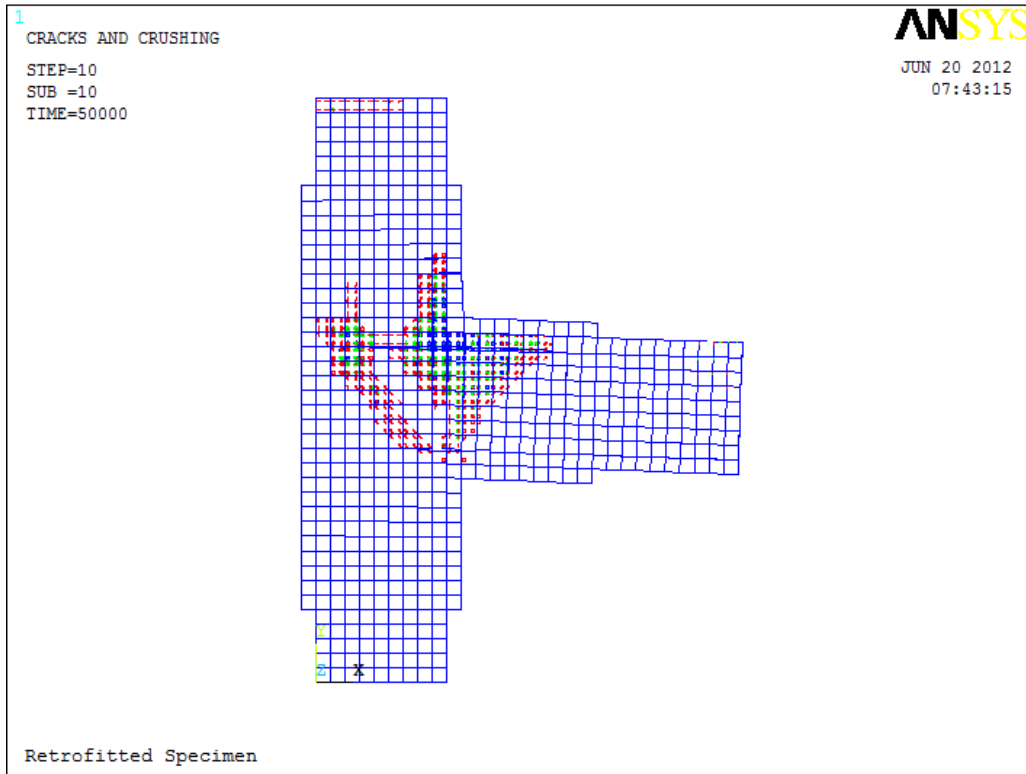 1
CRACKS AND CRUSHING
STEP=10
SUB =10
TIME=50000
ANSYS
JUN 20 2012
07:43:15
Y
Z X
Retrofitted Specimen